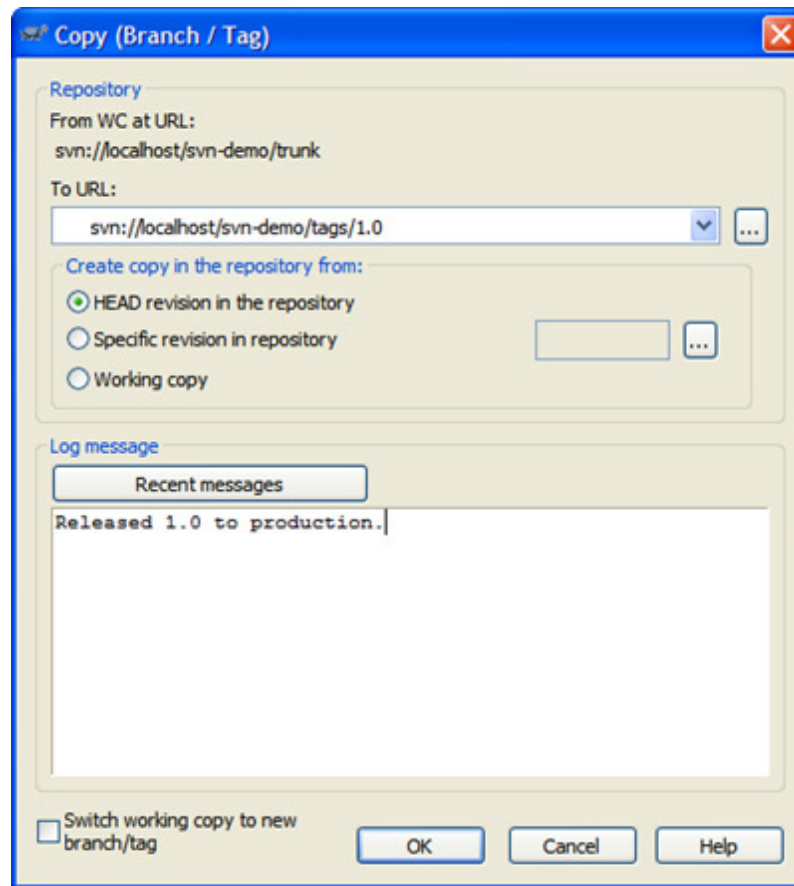 Copy (Branch / Tag)
Repository
From WC at URL:
svn://localhost/svn-demo/trunk
To URL:
svn://localhost/svn-demo/tags/1.0
...
Create copy in the repository from:
HEAD revision in the repository
Specific revision in repository
...
Working copy
Log message
Recent messages
Released 1.0 to production.
Switch working copy to new
branch/tag
OK
Cancel
Help